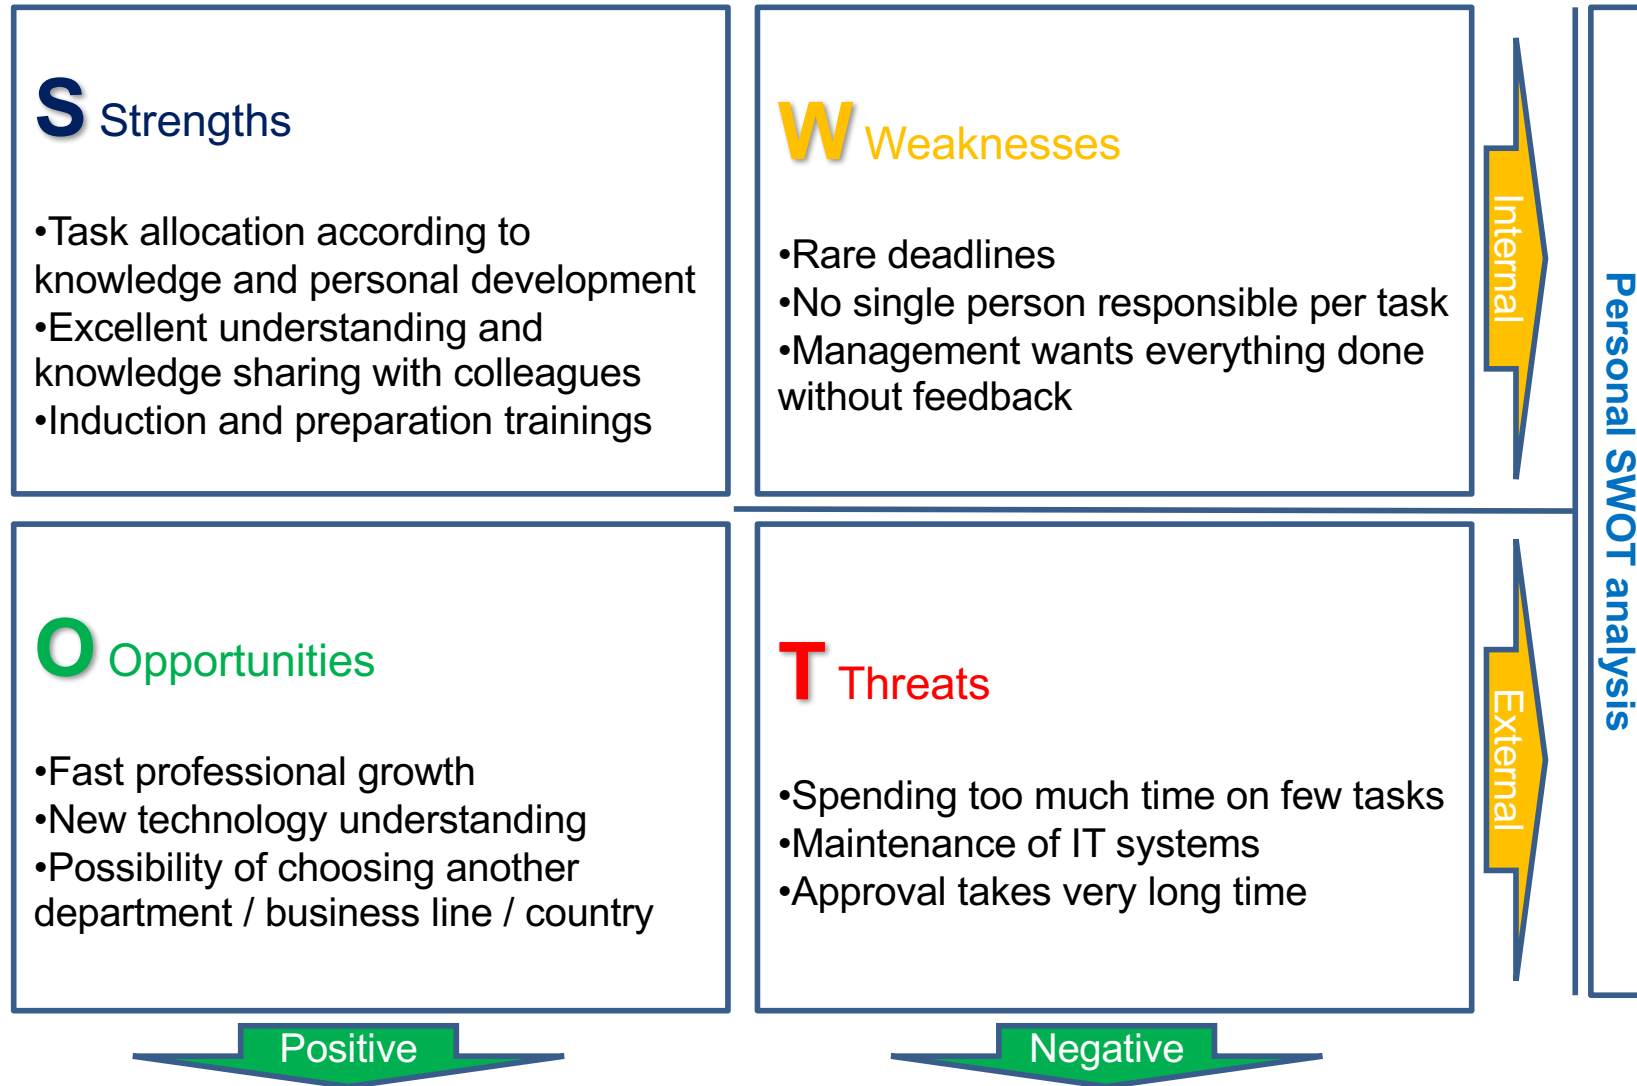 S Strengths
•Task allocation according to
knowledge and personal development
•Excellent understanding and
knowledge sharing with colleagues
•Induction and preparation trainings
W Weaknesses
•Rare deadlines
•No single person responsible per task
•Management wants everything done
without feedback
Internal
O Opportunities
•Fast professional growth
•New technology understanding
•Possibility of choosing another
department / business line / country
T Threats
•Spending too much time on few tasks
•Maintenance of IT systems
•Approval takes very long time
External
Personal SWOT analysis
Positive
Negative